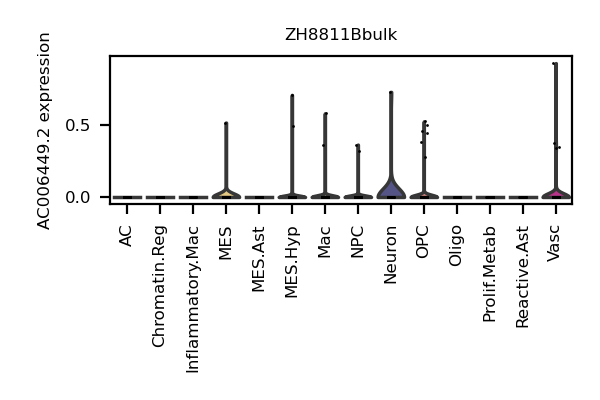 ZH8811Bbulk
AC006449.2 expression
0.5
0.0
AC
Chromatin.Reg
Inflammatory.Mac
MES
MES.Ast
MES.Hyp
Mac
NPC
Neuron
OPC
Oligo
Prolif.Metab
Reactive.Ast
Vasc